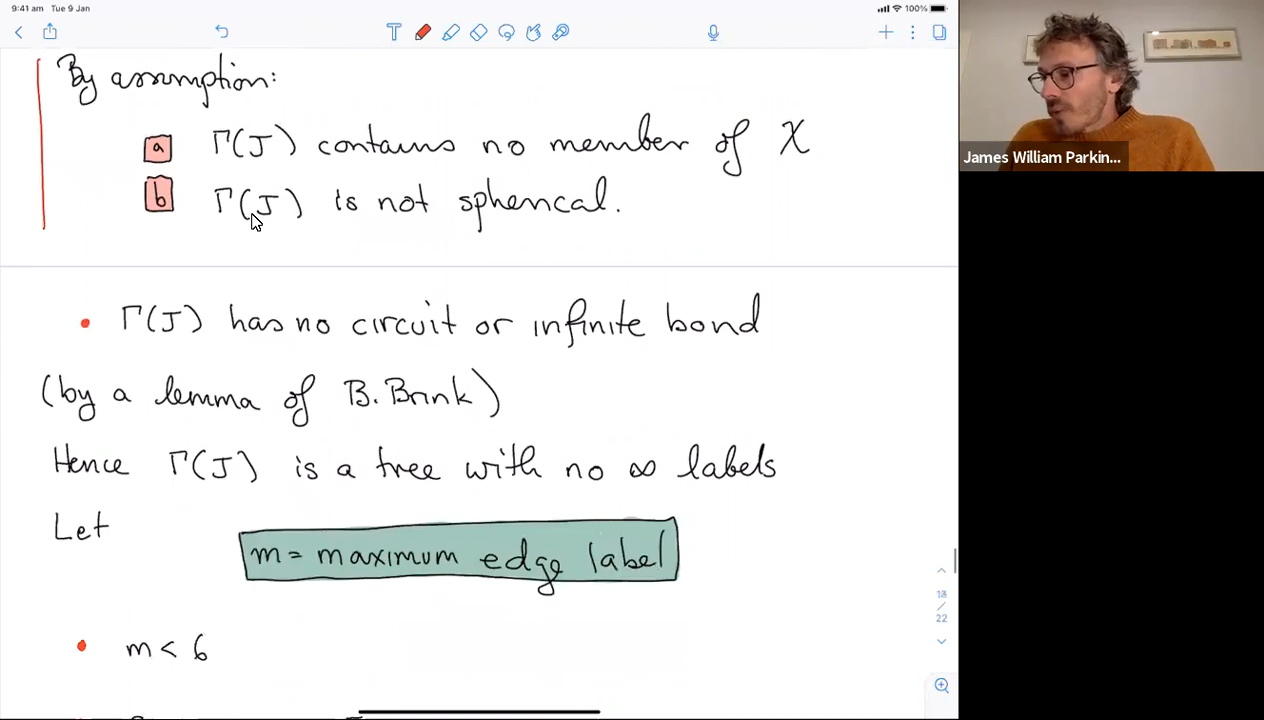 9:41 am Tue 9 Jan
100%
By assumption:
a Γ(J) contains no member of X
b Γ(J) is not spherical.
• Γ(J) has no circuit or infinite bond
(by a lemma of B. Brink)
Hence Γ(J) is a tree with no ∞ labels
Let
m = maximum edge label
• m < 6
18
/
22
James William Parkin...